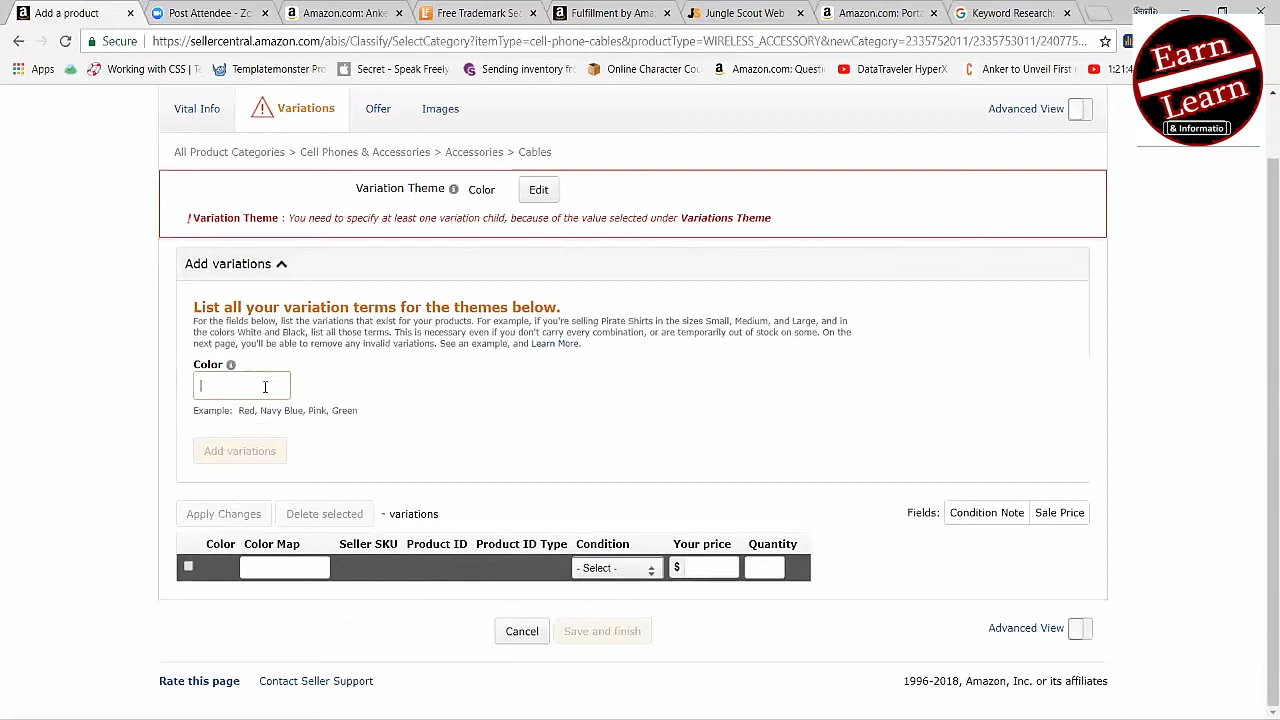 Add a product
Post Attendee - Zo
Amazon.com: Anke
Free Trademark Se
Fulfillment by Amaz
Jungle Scout Web
Amazon.com: Port
Keyword Research:
Secure
https://sellercentral.amazon.com/abis/Classify/SelectCategory?itemType=cell-phone-cables&productType=WIRELESS_ACCESSORY&newCategory=2335752011/2335753011/240775...
Apps
Working with CSS | Te
Templatemonster Pro
Secret - Speak
Sending inventory fr
Online Character Cou
Amazon.com: Questi
DataTraveler HyperX
Anker to Undell First
1:21:4
Earn
Learn
& Informatio
Vital Info
Variations
Offer
Images
Advanced View
All Product Categories > Cell Phones & Accessories > Accessories > Cables
Variation Theme Color Edit
! Variation Theme : You need to specify at least one variation child, because of the value selected under Variations Theme
Add variations
List all your variation terms for the themes below.
For the fields below, list the variations that exist for your products. For example, if you're selling Pirate Shirts in the sizes Small, Medium, and Large, and in
the colors White and Black, list all those terms. This is necessary even if you don't carry every combination, or are temporarily out of stock on some. On the
next page, you'll be able to remove any invalid variations. See an example, and Learn More.
Color
Example: Red, Navy Blue, Pink, Green
Add variations
Apply Changes Delete selected - variations Fields: Condition Note Sale Price
Color Color Map Seller SKU Product ID Product ID Type Condition Your price Quantity
- Select - $
Cancel Save and finish Advanced View
Rate this page Contact Seller Support 1996-2018, Amazon, Inc. or its affiliates